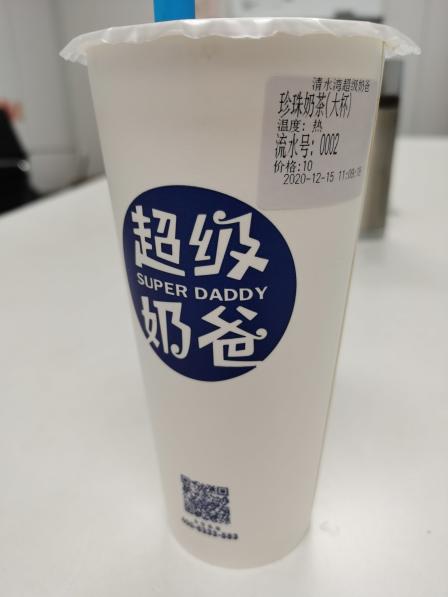 清水湾超级奶爸
珍珠奶茶(大杯)
温度: 热
流水号: 0002
价格:10
2020-12-15 11:09:
超级
SUPER DADDY
奶爸